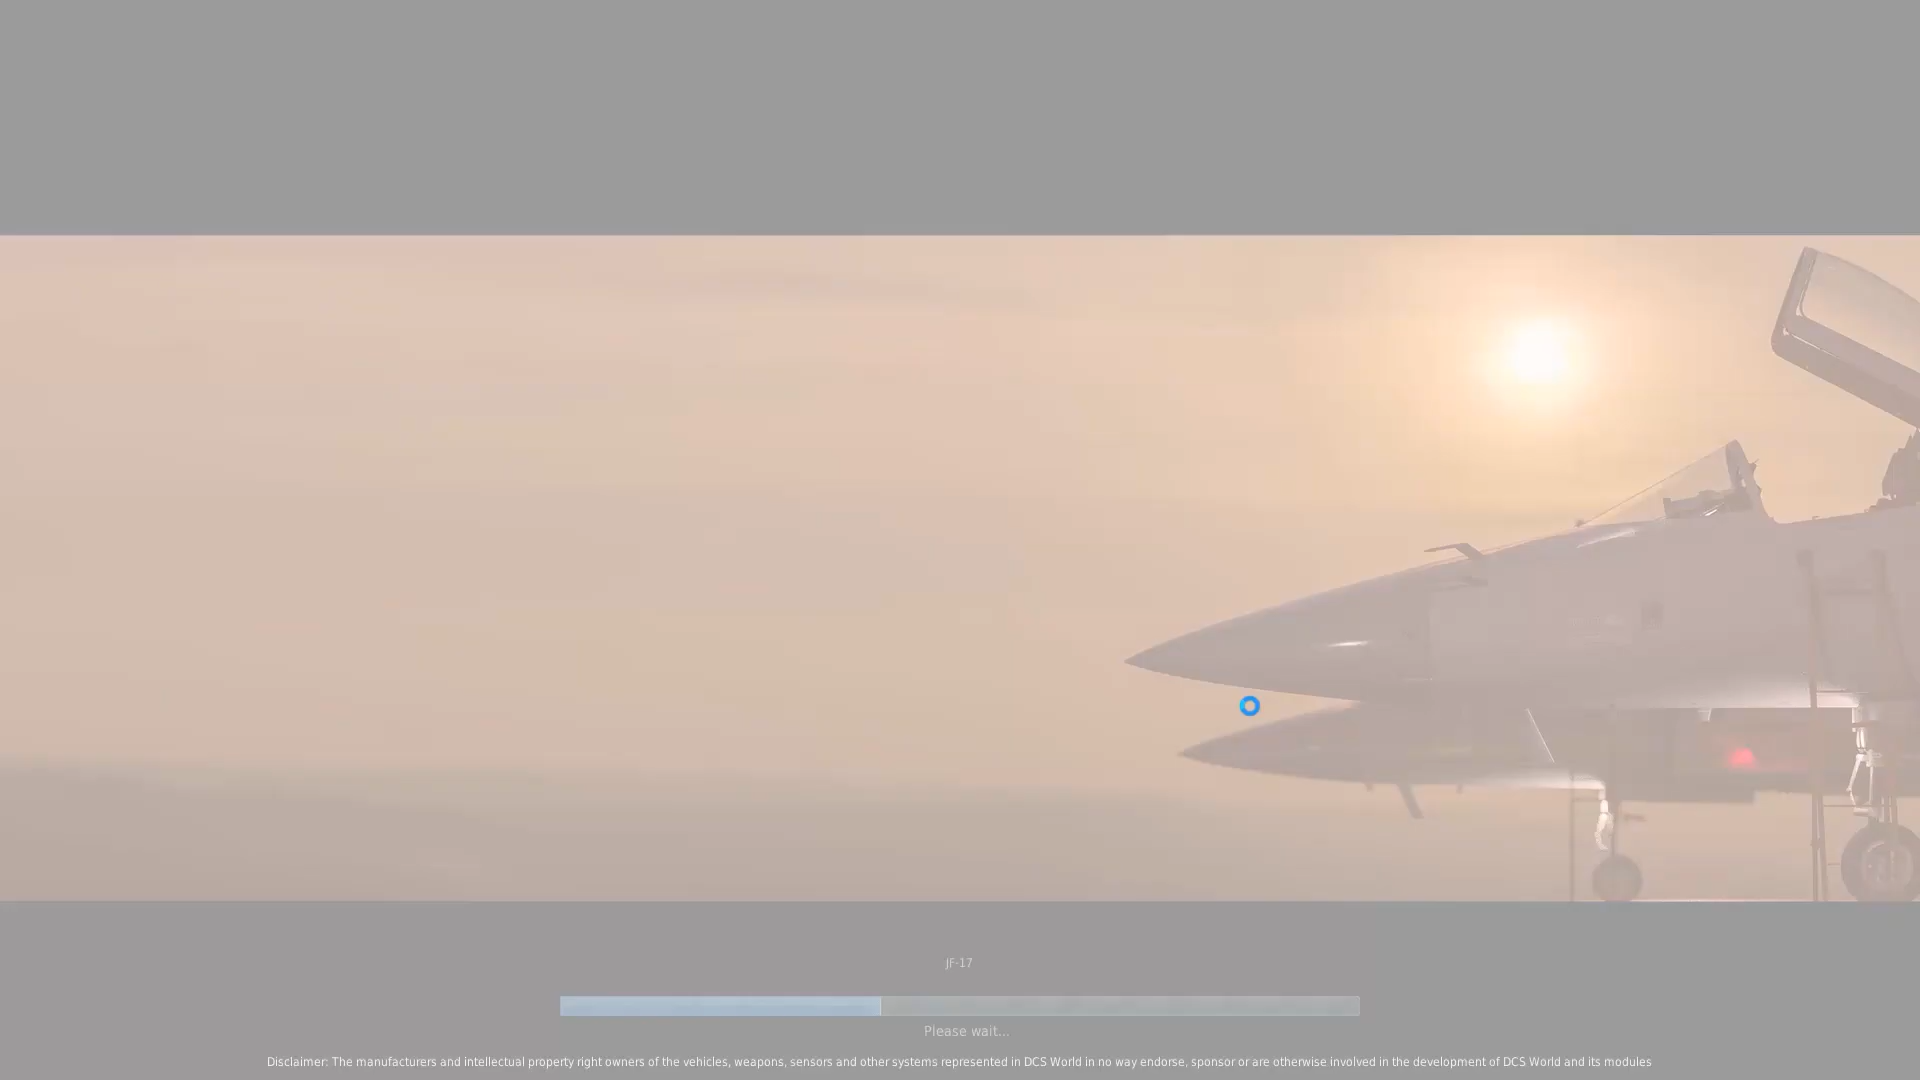 JF-17
Please wait...
Disclaimer: The manufacturers and intellectual property right owners of the vehicles, weapons, sensors and other systems represented in DCS World in no way endorse, sponsor or are otherwise involved in the development of DCS World and its modules